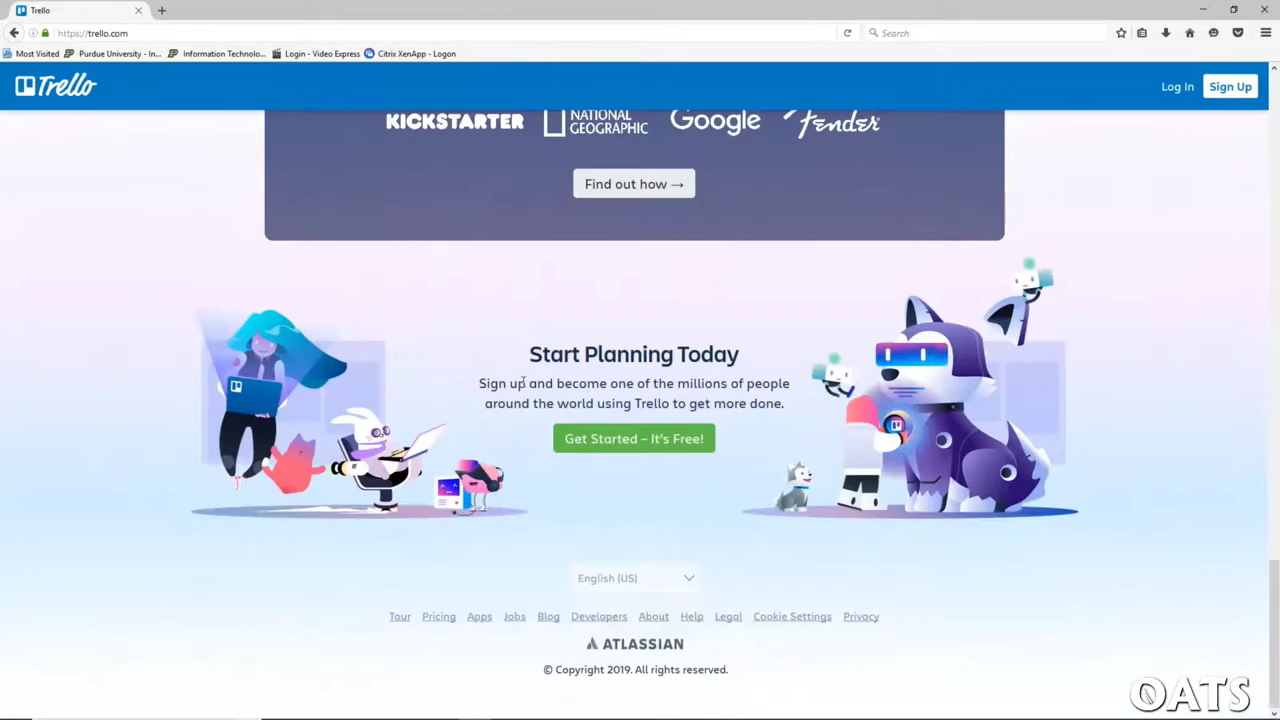 Trello
https://trello.com
Search
Most Visited
Purdue University - In...
Information Technolo...
Login - Video Express
Citrix XenApp - Logon
Trello
Log In
Sign Up
KICKSTARTER
NATIONAL
GEOGRAPHIC
Google
Fender
Find out how →
Start Planning Today
Sign up and become one of the millions of people
around the world using Trello to get more done.
Get Started – It's Free!
English (US)
Tour Pricing Apps Jobs Blog Developers About Help Legal Cookie Settings Privacy
ATLASSIAN
© Copyright 2019. All rights reserved.
OATS